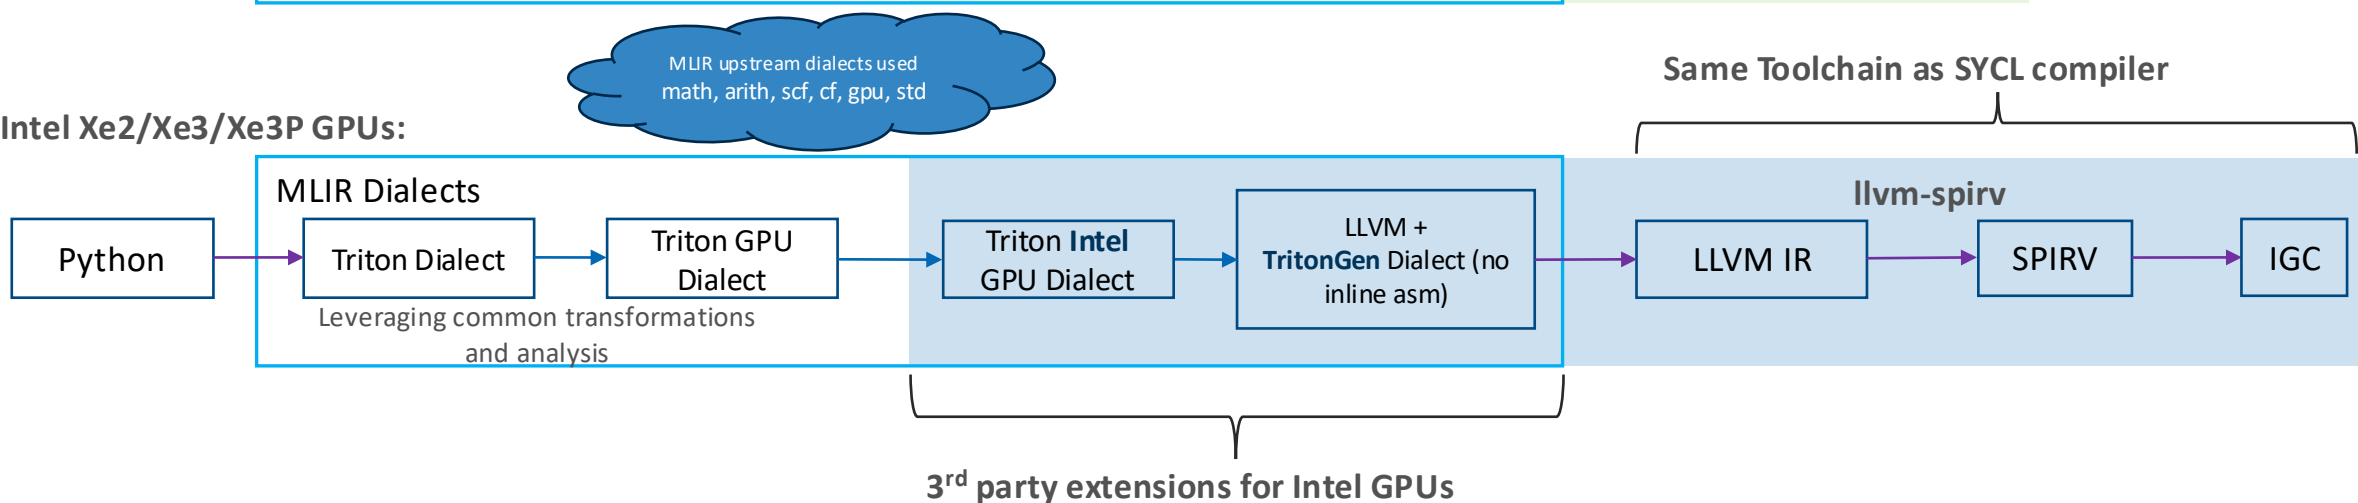 MLIR upstream dialects used
math, arith, scf, cf, gpu, std
Same Toolchain as SYCL compiler
Intel Xe2/Xe3/Xe3P GPUs:
MLIR Dialects
llvm-spirv
Python
Triton Dialect
Triton GPU
Dialect
Triton Intel
GPU Dialect
LLVM +
TritonGen Dialect (no
inline asm)
LLVM IR
SPIRV
IGC
Leveraging common transformations
and analysis
3rd party extensions for Intel GPUs